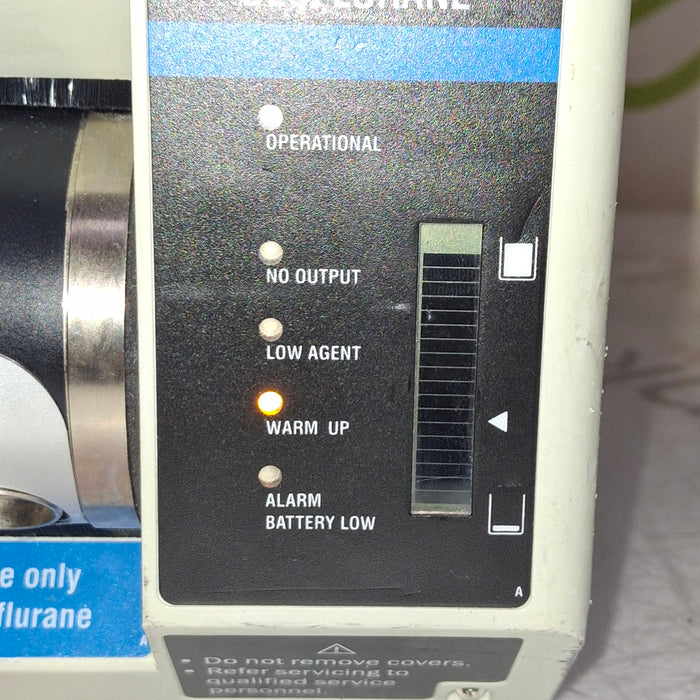 OPERATIONAL
NO OUTPUT
LOW AGENT
WARM UP
ALARM
BATTERY LOW
A
e only
flurane
• Do not remove covers.
• Refer servicing to
qualified service
personnel.